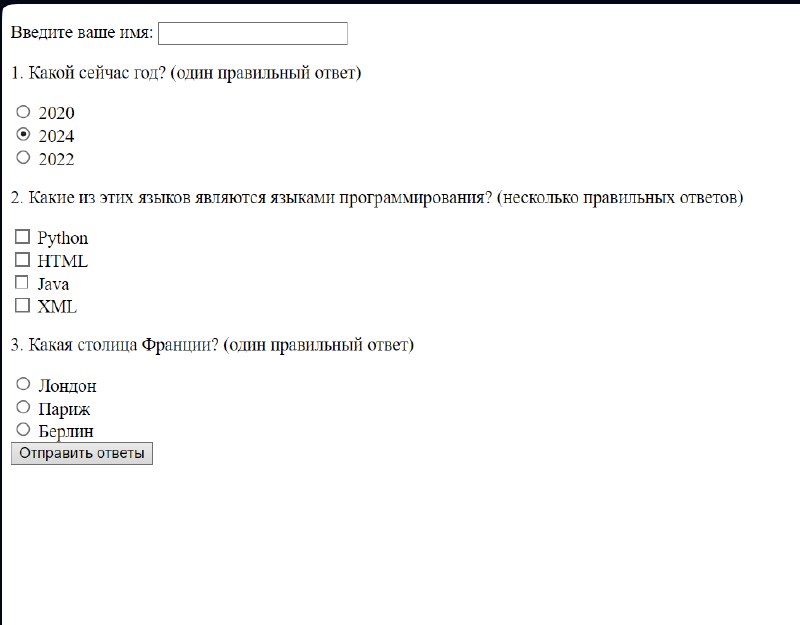 Введите ваше имя:
1. Какой сейчас год? (один правильный ответ)
2020
2024
2022
2. Какие из этих языков являются языками программирования? (несколько правильных ответов)
Python
HTML
Java
XML
3. Какая столица Франции? (один правильный ответ)
Лондон
Париж
Берлин
Отправить ответы